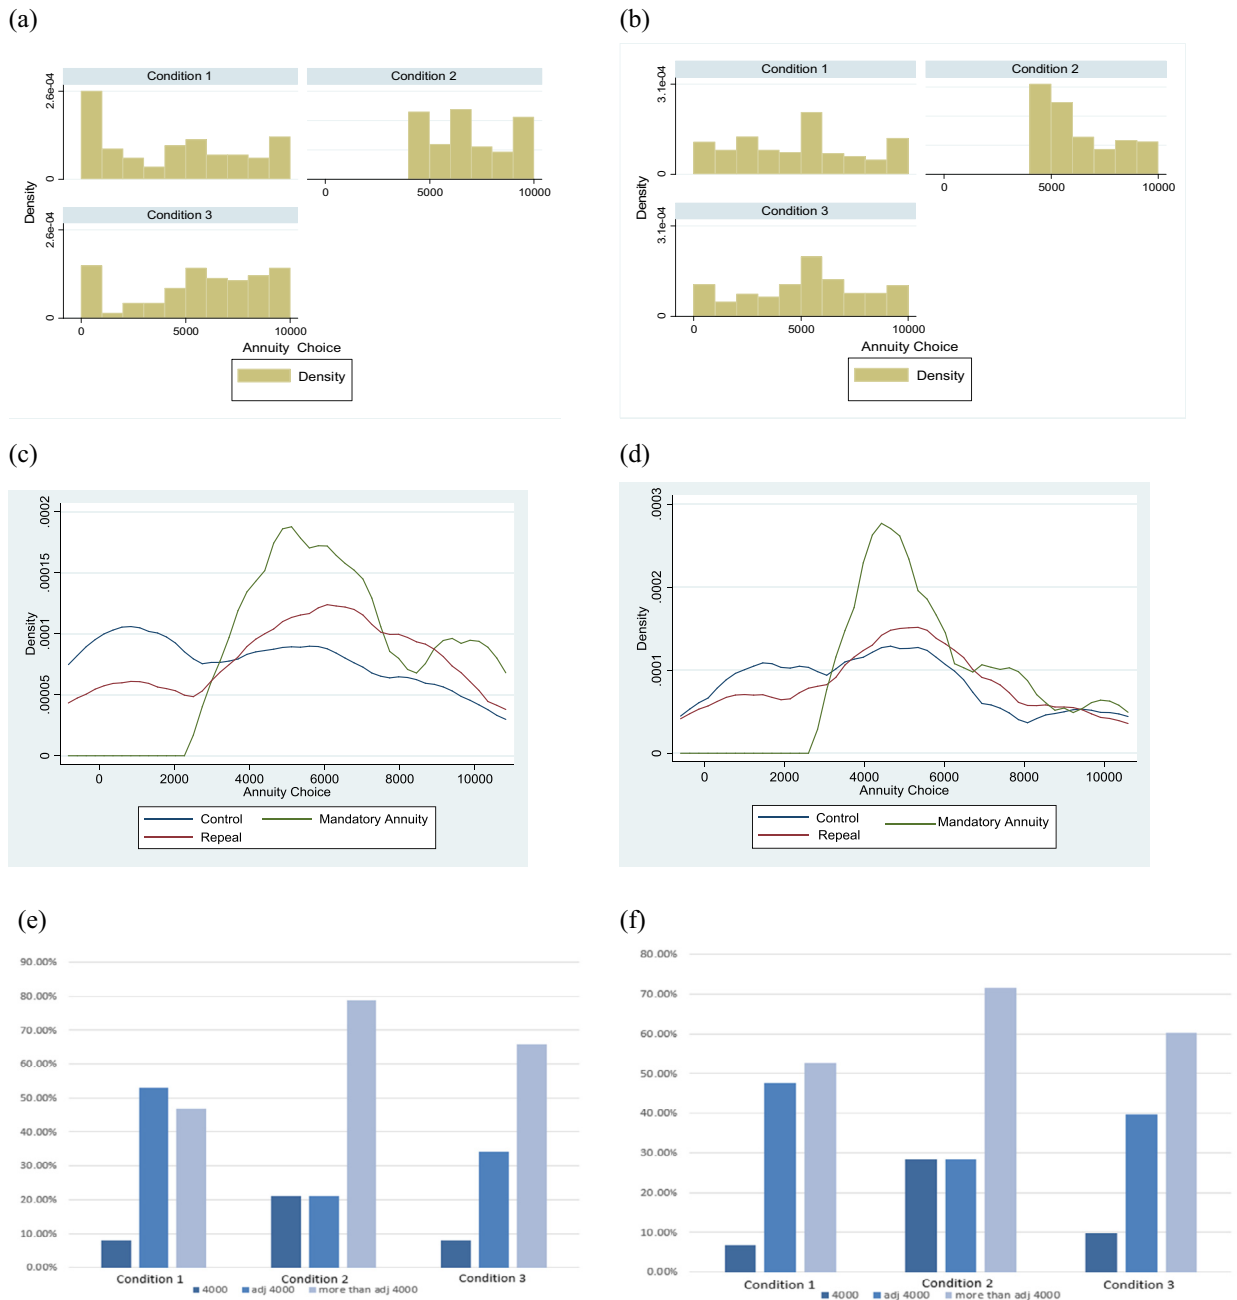 (a)
(b)
Condition 1
Condition 2
2.6e-04
0
0
5000
10000
Condition 3
2.6e-04
0
0
5000
10000
Density
Annuity Choice
Density
Condition 1
Condition 2
3.1e-04
0
0
5000
10000
Condition 3
3.1e-04
0
0
5000
10000
Density
Annuity Choice
Density
(c)
(d)
.0002
.00015
.0001
.00005
0
Density
0 2000 4000 6000 8000 10000
Annuity Choice
Control
Mandatory Annuity
Repeal
.0003
.0002
.0001
0
Density
0 2000 4000 6000 8000 10000
Annuity Choice
Control
Mandatory Annuity
Repeal
(e)
(f)
90.00%
80.00%
70.00%
60.00%
50.00%
40.00%
30.00%
20.00%
10.00%
0.00%
Condition 1 Condition 2 Condition 3
4000 adj 4000 more than adj 4000
80.00%
70.00%
60.00%
50.00%
40.00%
30.00%
20.00%
10.00%
0.00%
Condition 1 Condition 2 Condition 3
4000 adj 4000 more than adj 4000